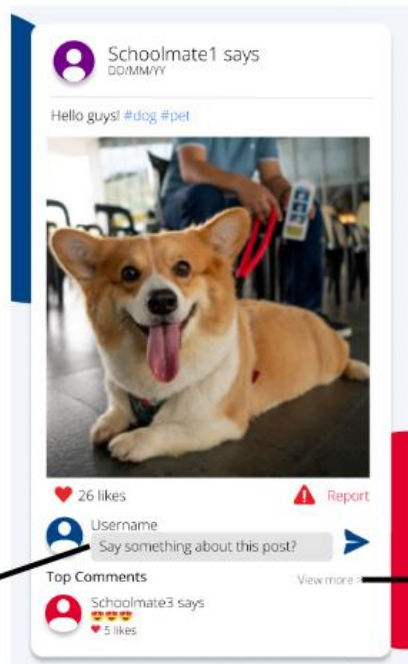 Schoolmate1 says
DD/MM/YY
Hello guys! #dog #pet
26 likes
Report
Username
Say something about this post?
Top Comments
View more >
Schoolmate3 says
😍😍😍
5 likes